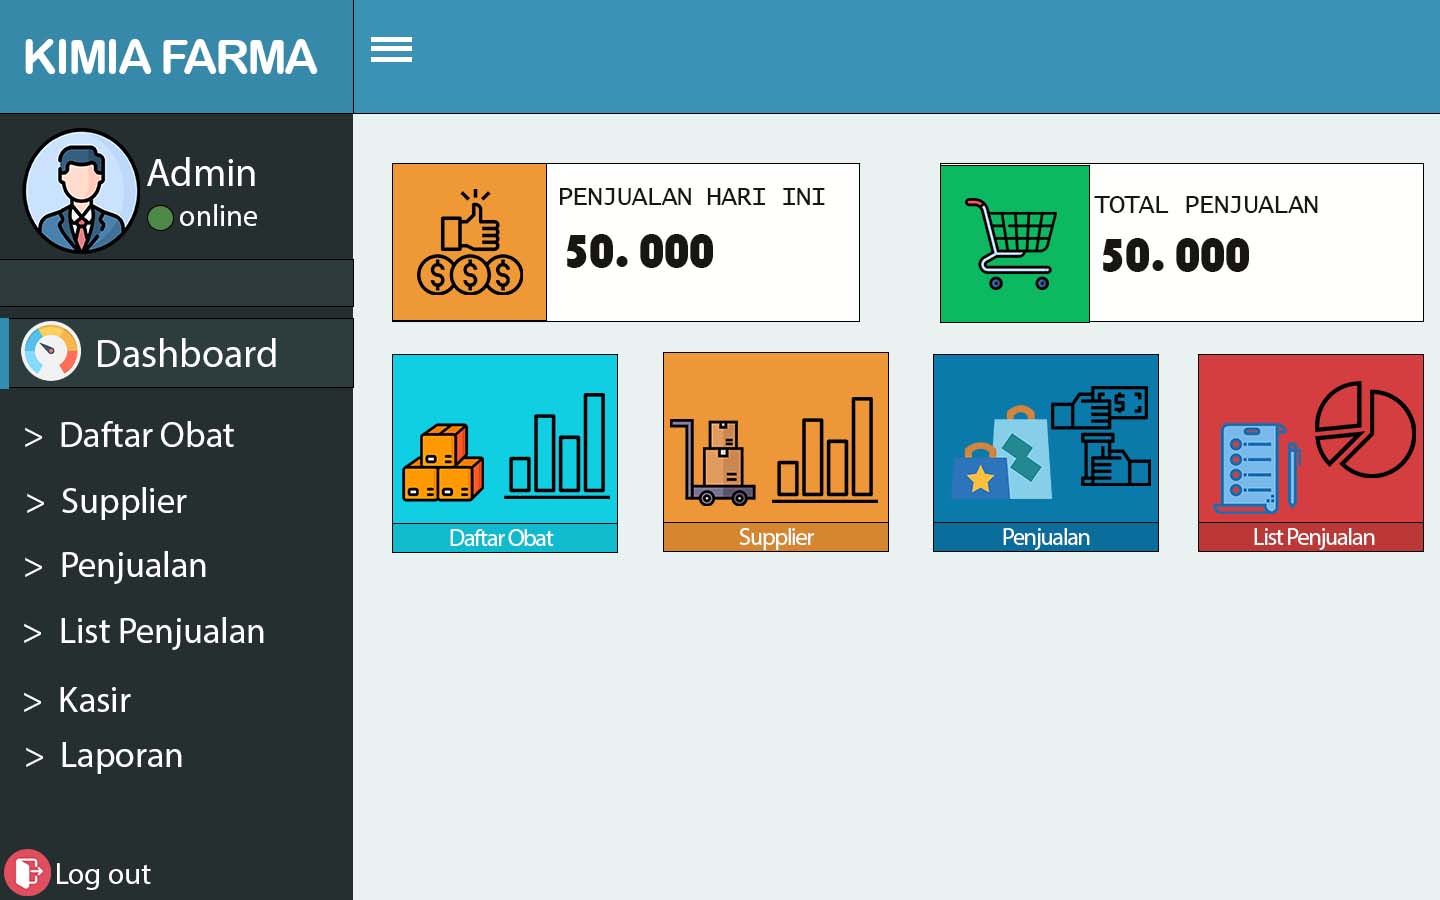 KIMIA FARMA
Admin
online
Dashboard
> Daftar Obat
> Supplier
> Penjualan
> List Penjualan
> Kasir
> Laporan
Log out
PENJUALAN HARI INI
50. 000
TOTAL PENJUALAN
50. 000
Daftar Obat
Supplier
Penjualan
List Penjualan